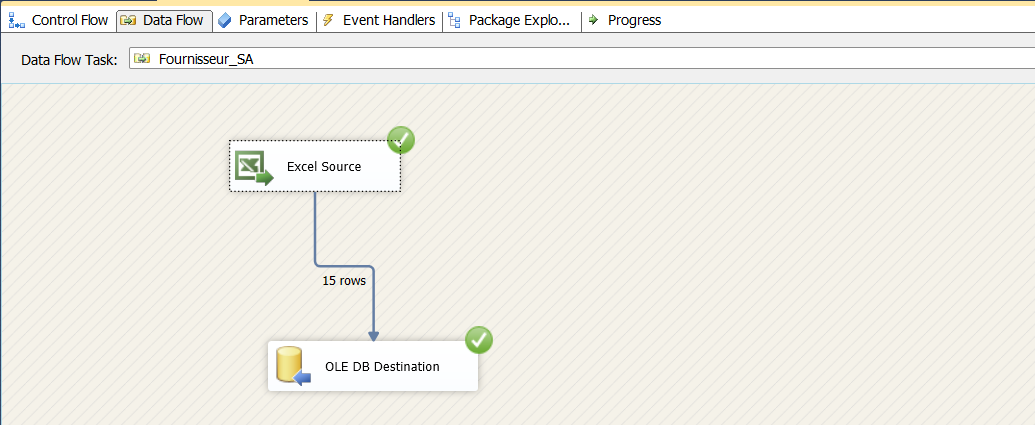 Control Flow Data Flow Parameters Event Handlers Package Explo... Progress
Data Flow Task: Fournisseur_SA
Excel Source
15 rows
OLE DB Destination